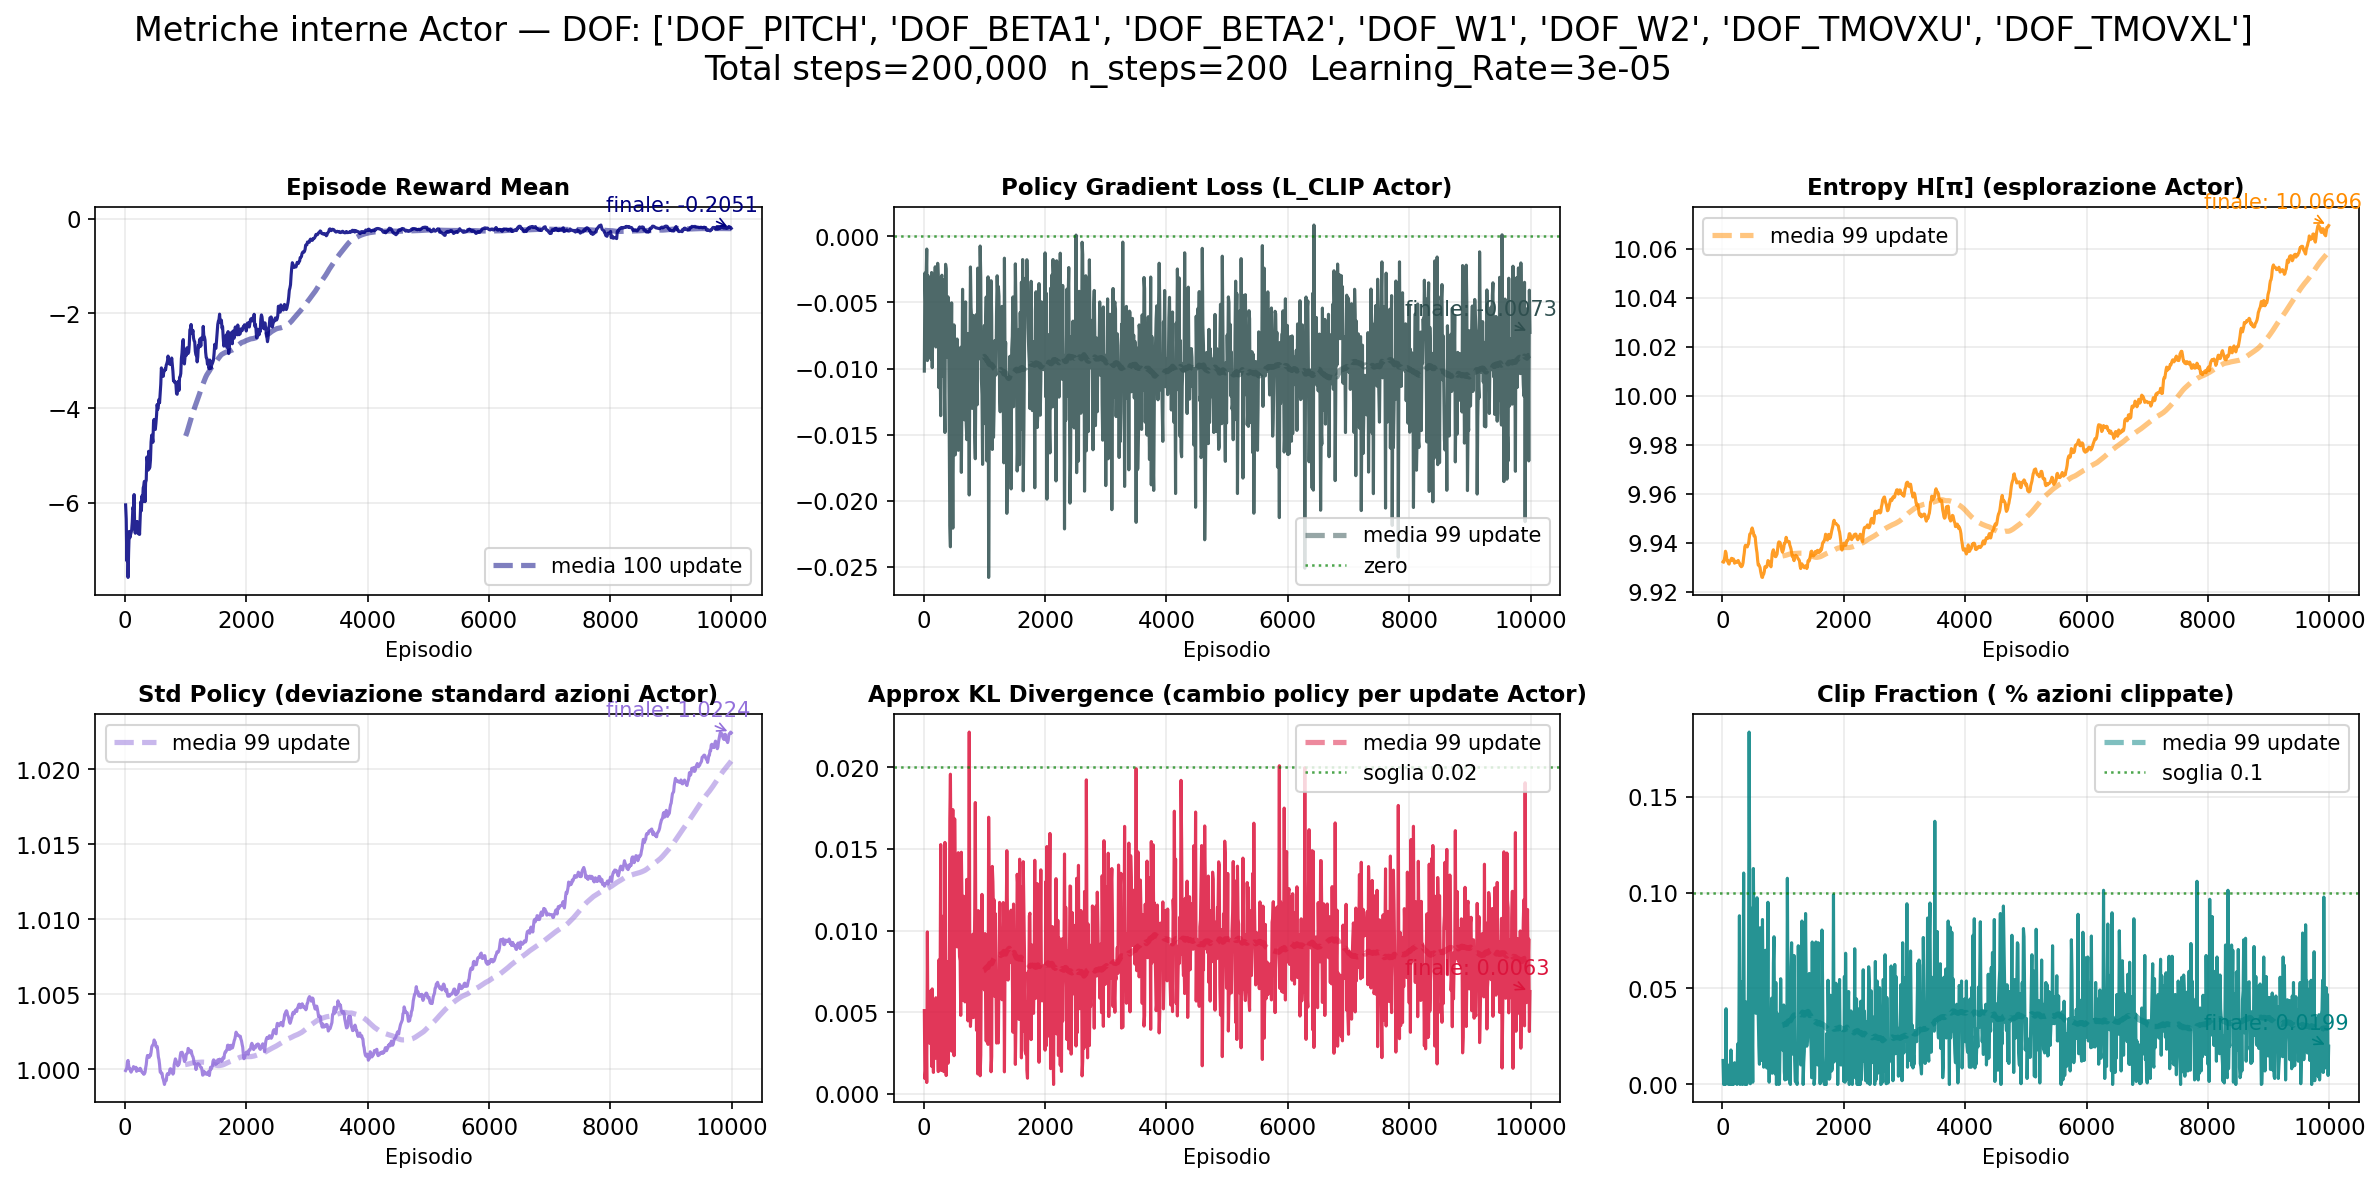 Metriche interne Actor — DOF: ['DOF_PITCH', 'DOF_BETA1', 'DOF_BETA2', 'DOF_W1', 'DOF_W2', 'DOF_TMOVXU', 'DOF_TMOVXL']
Total steps=200,000  n_steps=200  Learning_Rate=3e-05
Episode Reward Mean
finale: -0.2051
0
−2
−4
−6
media 100 update
0 2000 4000 6000 8000 10000
Episodio
Policy Gradient Loss (L_CLIP Actor)
0.000
−0.005
finale: -0.0073
−0.010
−0.015
−0.020
−0.025
media 99 update
zero
0 2000 4000 6000 8000 10000
Episodio
Entropy H[π] (esplorazione Actor)
finale: 10.0696
media 99 update
10.06
10.04
10.02
10.00
9.98
9.96
9.94
9.92
0 2000 4000 6000 8000 10000
Episodio
Std Policy (deviazione standard azioni Actor)
finale: 1.0224
media 99 update
1.020
1.015
1.010
1.005
1.000
0 2000 4000 6000 8000 10000
Episodio
Approx KL Divergence (cambio policy per update Actor)
media 99 update
soglia 0.02
0.020
0.015
0.010
finale: 0.0063
0.005
0.000
0 2000 4000 6000 8000 10000
Episodio
Clip Fraction ( % azioni clippate)
media 99 update
soglia 0.1
0.15
0.10
0.05
finale: 0.0199
0.00
0 2000 4000 6000 8000 10000
Episodio